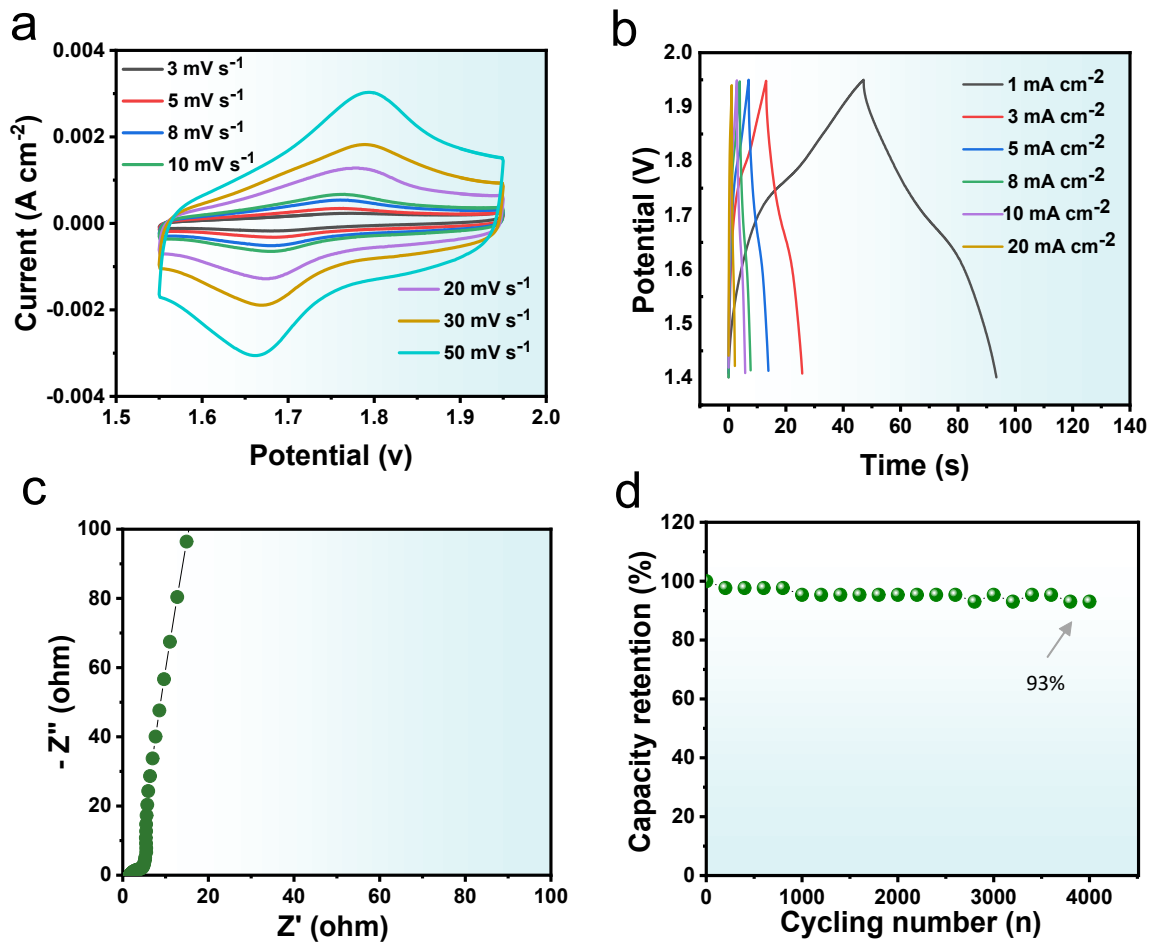 a
0.004
0.002
0.000
-0.002
-0.004
Current (A cm-2)
3 mV s-1
5 mV s-1
8 mV s-1
10 mV s-1
20 mV s-1
30 mV s-1
50 mV s-1
1.5 1.6 1.7 1.8 1.9 2.0
Potential (v)
b
2.0
1.9
1.8
1.7
1.6
1.5
1.4
Potential (V)
1 mA cm-2
3 mA cm-2
5 mA cm-2
8 mA cm-2
10 mA cm-2
20 mA cm-2
0 20 40 60 80 100 120 140
Time (s)
c
100
80
60
40
20
0
- Z'' (ohm)
0 20 40 60 80 100
Z' (ohm)
d
120
100
80
60
40
20
0
Capacity retention (%)
93%
0 1000 2000 3000 4000
Cycling number (n)